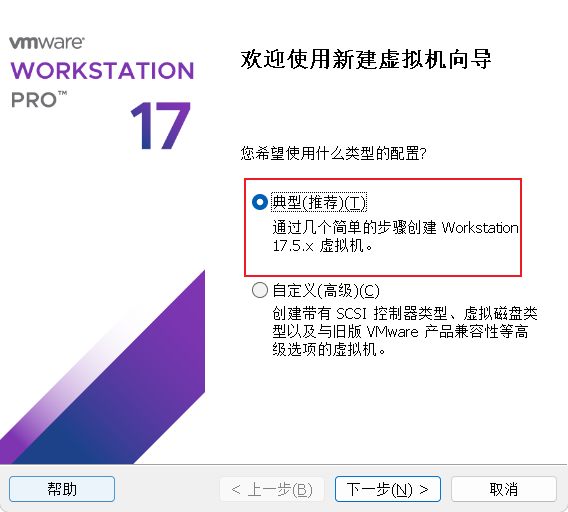 vmware®
WORKSTATION
PRO™
17
欢迎使用新建虚拟机向导
您希望使用什么类型的配置?
典型(推荐)(T)
通过几个简单的步骤创建 Workstation
17.5.x 虚拟机。
自定义(高级)(C)
创建带有 SCSI 控制器类型、虚拟磁盘类
型以及与旧版 VMware 产品兼容性等高
级选项的虚拟机。
帮助
< 上一步(B)
下一步(N) >
取消